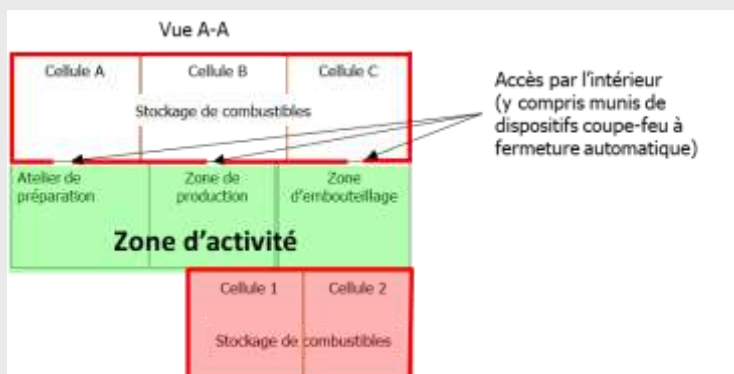 Vue A-A
Cellule A
Cellule B
Cellule C
Stockage de combustibles
Accès par l'intérieur
(y compris munis de
dispositifs coupe-feu à
fermeture automatique)
Atelier de
préparation
Zone de
production
Zone
d'embouteillage
Zone d'activité
Cellule 1
Cellule 2
Stockage de combustibles